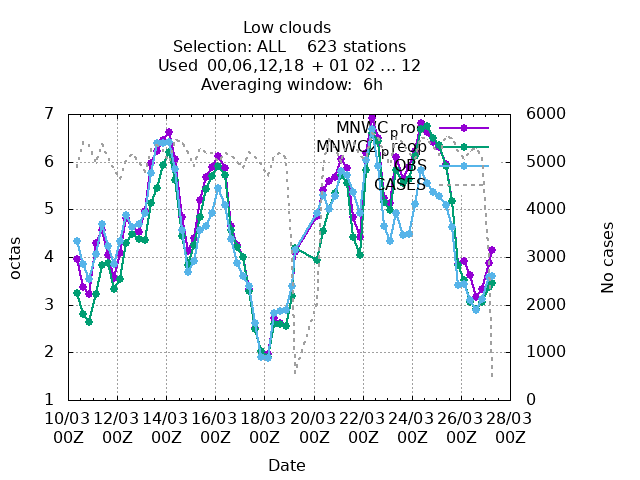 Low clouds
Selection: ALL    623 stations
Used  00,06,12,18  + 01 02 ... 12
Averaging window:  6h
7 6000
MNWC_pro
6 5000
MNWC2_preop
OBS
CASES
5 4000
4 3000
3 2000
2 1000
1 0
octas
No cases
10/03 12/03 14/03 16/03 18/03 20/03 22/03 24/03 26/03 28/03
00Z 00Z 00Z 00Z 00Z 00Z 00Z 00Z 00Z 00Z
Date